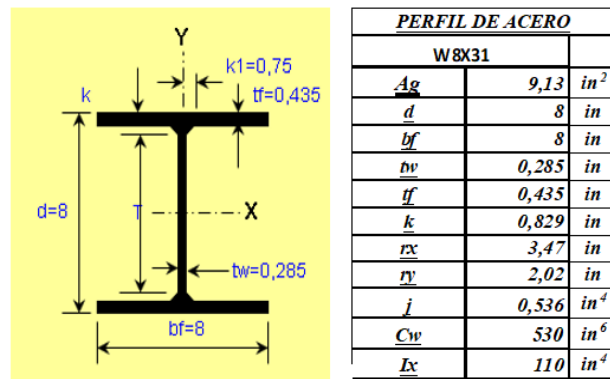 Y
k1=0,75
k
tf=0,435
d=8
T
X
tw=0,285
bf=8
PERFIL DE ACERO
W8X31
Ag 9,13 in²
d 8 in
bf 8 in
tw 0,285 in
tf 0,435 in
k 0,829 in
rx 3,47 in
ry 2,02 in
j 0,536 in⁴
Cw 530 in⁶
Ix 110 in⁴